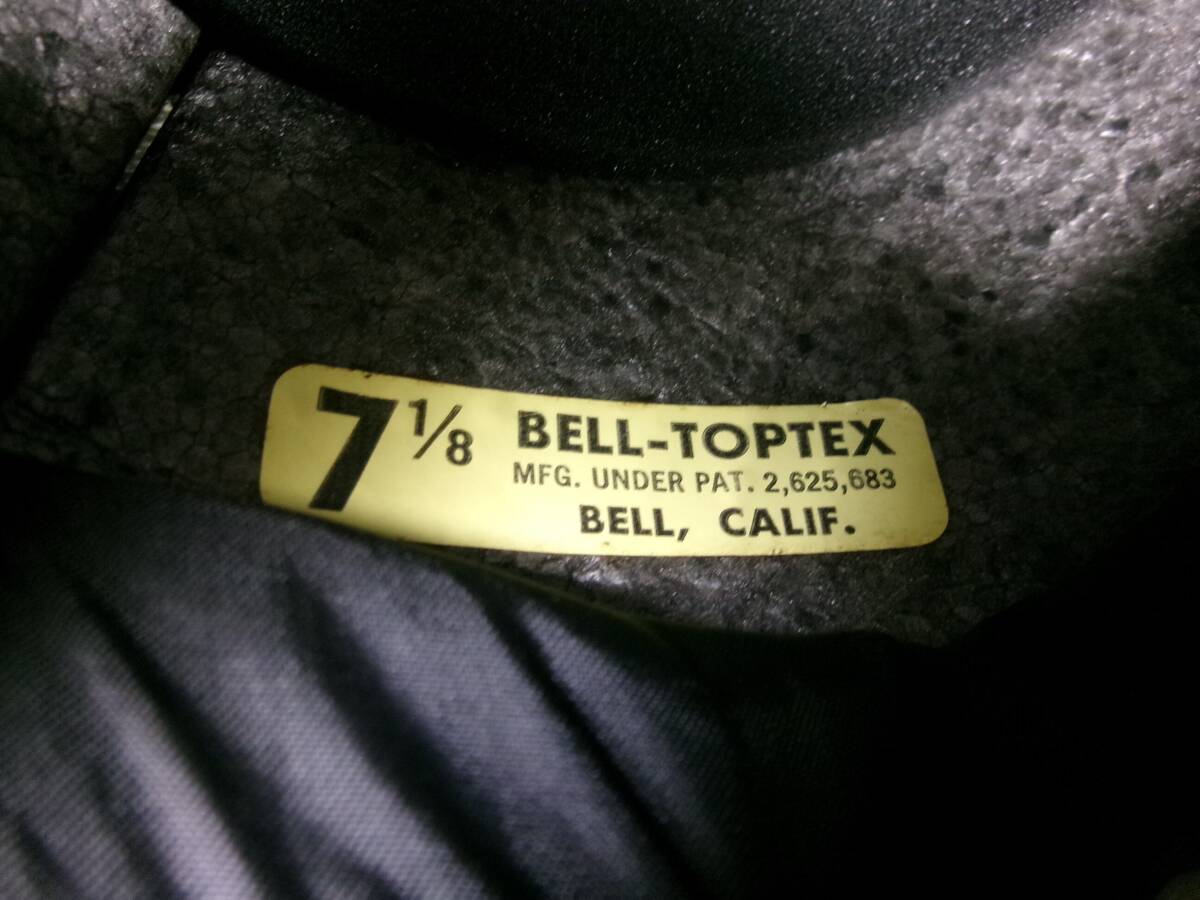 7 1/8
BELL-TOPTEX
MFG. UNDER PAT. 2,625,683
BELL, CALIF.